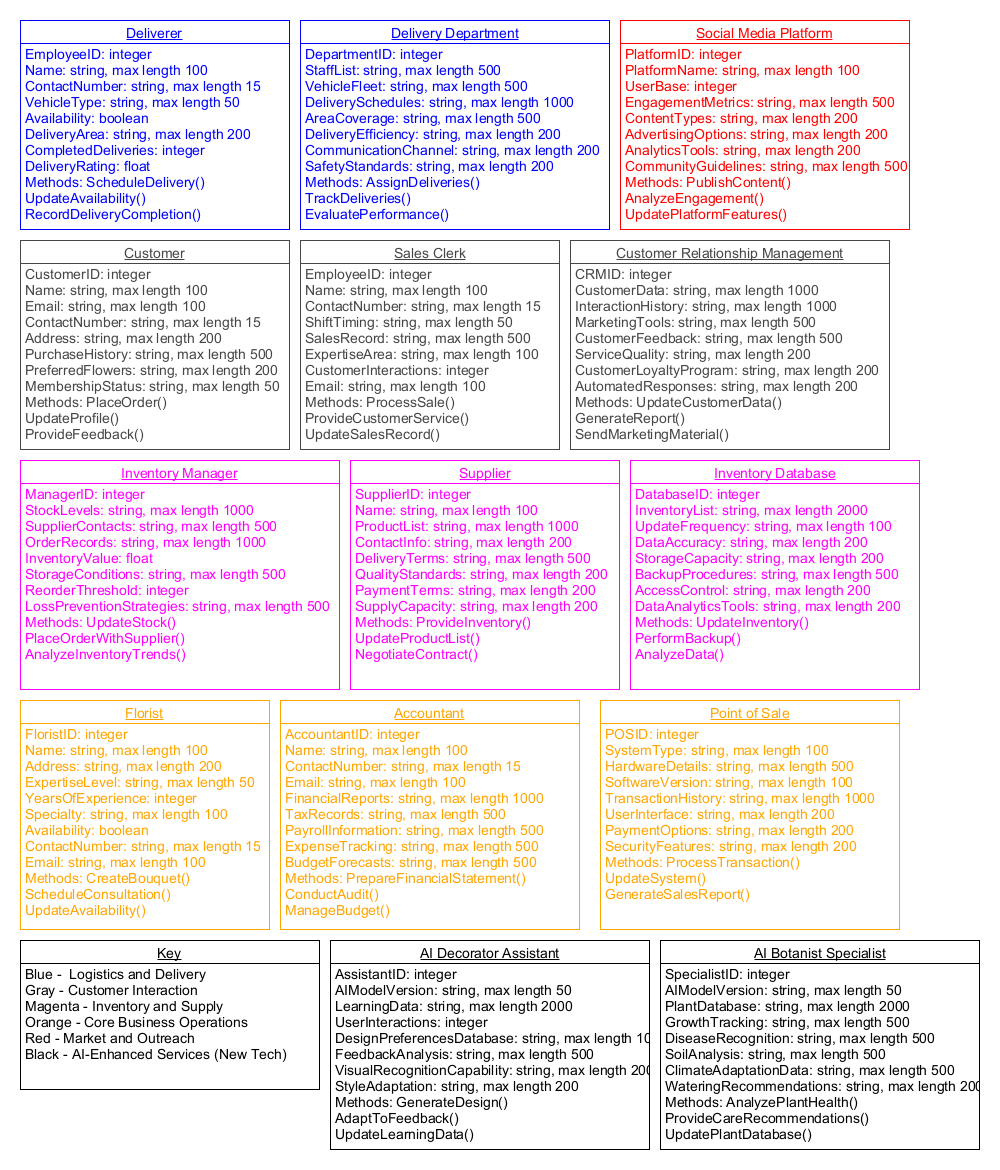 Deliverer
EmployeeID: integer
Name: string, max length 100
ContactNumber: string, max length 15
VehicleType: string, max length 50
Availability: boolean
DeliveryArea: string, max length 200
CompletedDeliveries: integer
DeliveryRating: float
Methods: ScheduleDelivery()
UpdateAvailability()
RecordDeliveryCompletion()
Delivery Department
DepartmentID: integer
StaffList: string, max length 500
VehicleFleet: string, max length 500
DeliverySchedules: string, max length 1000
AreaCoverage: string, max length 500
DeliveryEfficiency: string, max length 200
CommunicationChannel: string, max length 200
SafetyStandards: string, max length 200
Methods: AssignDeliveries()
TrackDeliveries()
EvaluatePerformance()
Social Media Platform
PlatformID: integer
PlatformName: string, max length 100
UserBase: integer
EngagementMetrics: string, max length 500
ContentTypes: string, max length 200
AdvertisingOptions: string, max length 200
AnalyticsTools: string, max length 200
CommunityGuidelines: string, max length 500
Methods: PublishContent()
AnalyzeEngagement()
UpdatePlatformFeatures()
Customer
CustomerID: integer
Name: string, max length 100
Email: string, max length 100
ContactNumber: string, max length 15
Address: string, max length 200
PurchaseHistory: string, max length 500
PreferredFlowers: string, max length 200
MembershipStatus: string, max length 50
Methods: PlaceOrder()
UpdateProfile()
ProvideFeedback()
Sales Clerk
EmployeeID: integer
Name: string, max length 100
ContactNumber: string, max length 15
ShiftTiming: string, max length 50
SalesRecord: string, max length 500
ExpertiseArea: string, max length 100
CustomerInteractions: integer
Email: string, max length 100
Methods: ProcessSale()
ProvideCustomerService()
UpdateSalesRecord()
Customer Relationship Management
CRMID: integer
CustomerData: string, max length 1000
InteractionHistory: string, max length 1000
MarketingTools: string, max length 500
CustomerFeedback: string, max length 500
ServiceQuality: string, max length 200
CustomerLoyaltyProgram: string, max length 200
AutomatedResponses: string, max length 200
Methods: UpdateCustomerData()
GenerateReport()
SendMarketingMaterial()
Inventory Manager
ManagerID: integer
StockLevels: string, max length 1000
SupplierContacts: string, max length 500
OrderRecords: string, max length 1000
InventoryValue: float
StorageConditions: string, max length 500
ReorderThreshold: integer
LossPreventionStrategies: string, max length 500
Methods: UpdateStock()
PlaceOrderWithSupplier()
AnalyzeInventoryTrends()
Supplier
SupplierID: integer
Name: string, max length 100
ProductList: string, max length 1000
ContactInfo: string, max length 200
DeliveryTerms: string, max length 500
QualityStandards: string, max length 200
PaymentTerms: string, max length 200
SupplyCapacity: string, max length 200
Methods: ProvideInventory()
UpdateProductList()
NegotiateContract()
Inventory Database
DatabaseID: integer
InventoryList: string, max length 2000
UpdateFrequency: string, max length 100
DataAccuracy: string, max length 200
StorageCapacity: string, max length 200
BackupProcedures: string, max length 500
AccessControl: string, max length 200
DataAnalyticsTools: string, max length 200
Methods: UpdateInventory()
PerformBackup()
AnalyzeData()
Florist
FloristID: integer
Name: string, max length 100
Address: string, max length 200
ExpertiseLevel: string, max length 50
YearsOfExperience: integer
Specialty: string, max length 100
Availability: boolean
ContactNumber: string, max length 15
Email: string, max length 100
Methods: CreateBouquet()
ScheduleConsultation()
UpdateAvailability()
Accountant
AccountantID: integer
Name: string, max length 100
ContactNumber: string, max length 15
Email: string, max length 100
FinancialReports: string, max length 1000
TaxRecords: string, max length 500
PayrollInformation: string, max length 500
ExpenseTracking: string, max length 500
BudgetForecasts: string, max length 500
Methods: PrepareFinancialStatement()
ConductAudit()
ManageBudget()
Point of Sale
POSID: integer
SystemType: string, max length 100
HardwareDetails: string, max length 500
SoftwareVersion: string, max length 100
TransactionHistory: string, max length 1000
UserInterface: string, max length 200
PaymentOptions: string, max length 200
SecurityFeatures: string, max length 200
Methods: ProcessTransaction()
UpdateSystem()
GenerateSalesReport()
Key
Blue -  Logistics and Delivery
Gray - Customer Interaction
Magenta - Inventory and Supply
Orange - Core Business Operations
Red - Market and Outreach
Black - AI-Enhanced Services (New Tech)
AI Decorator Assistant
AssistantID: integer
AIModelVersion: string, max length 50
LearningData: string, max length 2000
UserInteractions: integer
DesignPreferencesDatabase: string, max length 10
FeedbackAnalysis: string, max length 500
VisualRecognitionCapability: string, max length 200
StyleAdaptation: string, max length 200
Methods: GenerateDesign()
AdaptToFeedback()
UpdateLearningData()
AI Botanist Specialist
SpecialistID: integer
AIModelVersion: string, max length 50
PlantDatabase: string, max length 2000
GrowthTracking: string, max length 500
DiseaseRecognition: string, max length 500
SoilAnalysis: string, max length 500
ClimateAdaptationData: string, max length 500
WateringRecommendations: string, max length 200
Methods: AnalyzePlantHealth()
ProvideCareRecommendations()
UpdatePlantDatabase()